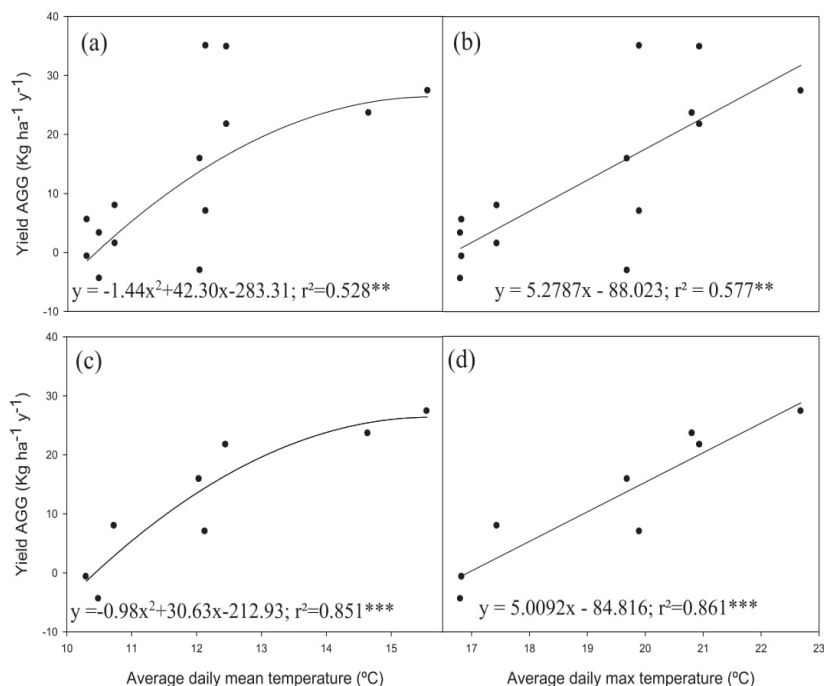 40
30
20
10
0
-10
Yield AGG (Kg ha⁻¹ y⁻¹)
(a)
y = -1.44x²+42.30x-283.31; r²=0.528**
(b)
y = 5.2787x - 88.023; r² = 0.577**
40
30
20
10
0
-10
Yield AGG (Kg ha⁻¹ y⁻¹)
(c)
y =-0.98x²+30.63x-212.93; r²=0.851***
(d)
y = 5.0092x - 84.816; r²=0.861***
10 11 12 13 14 15
17 18 19 20 21 22 23
Average daily mean temperature (ºC)
Average daily max temperature (ºC)